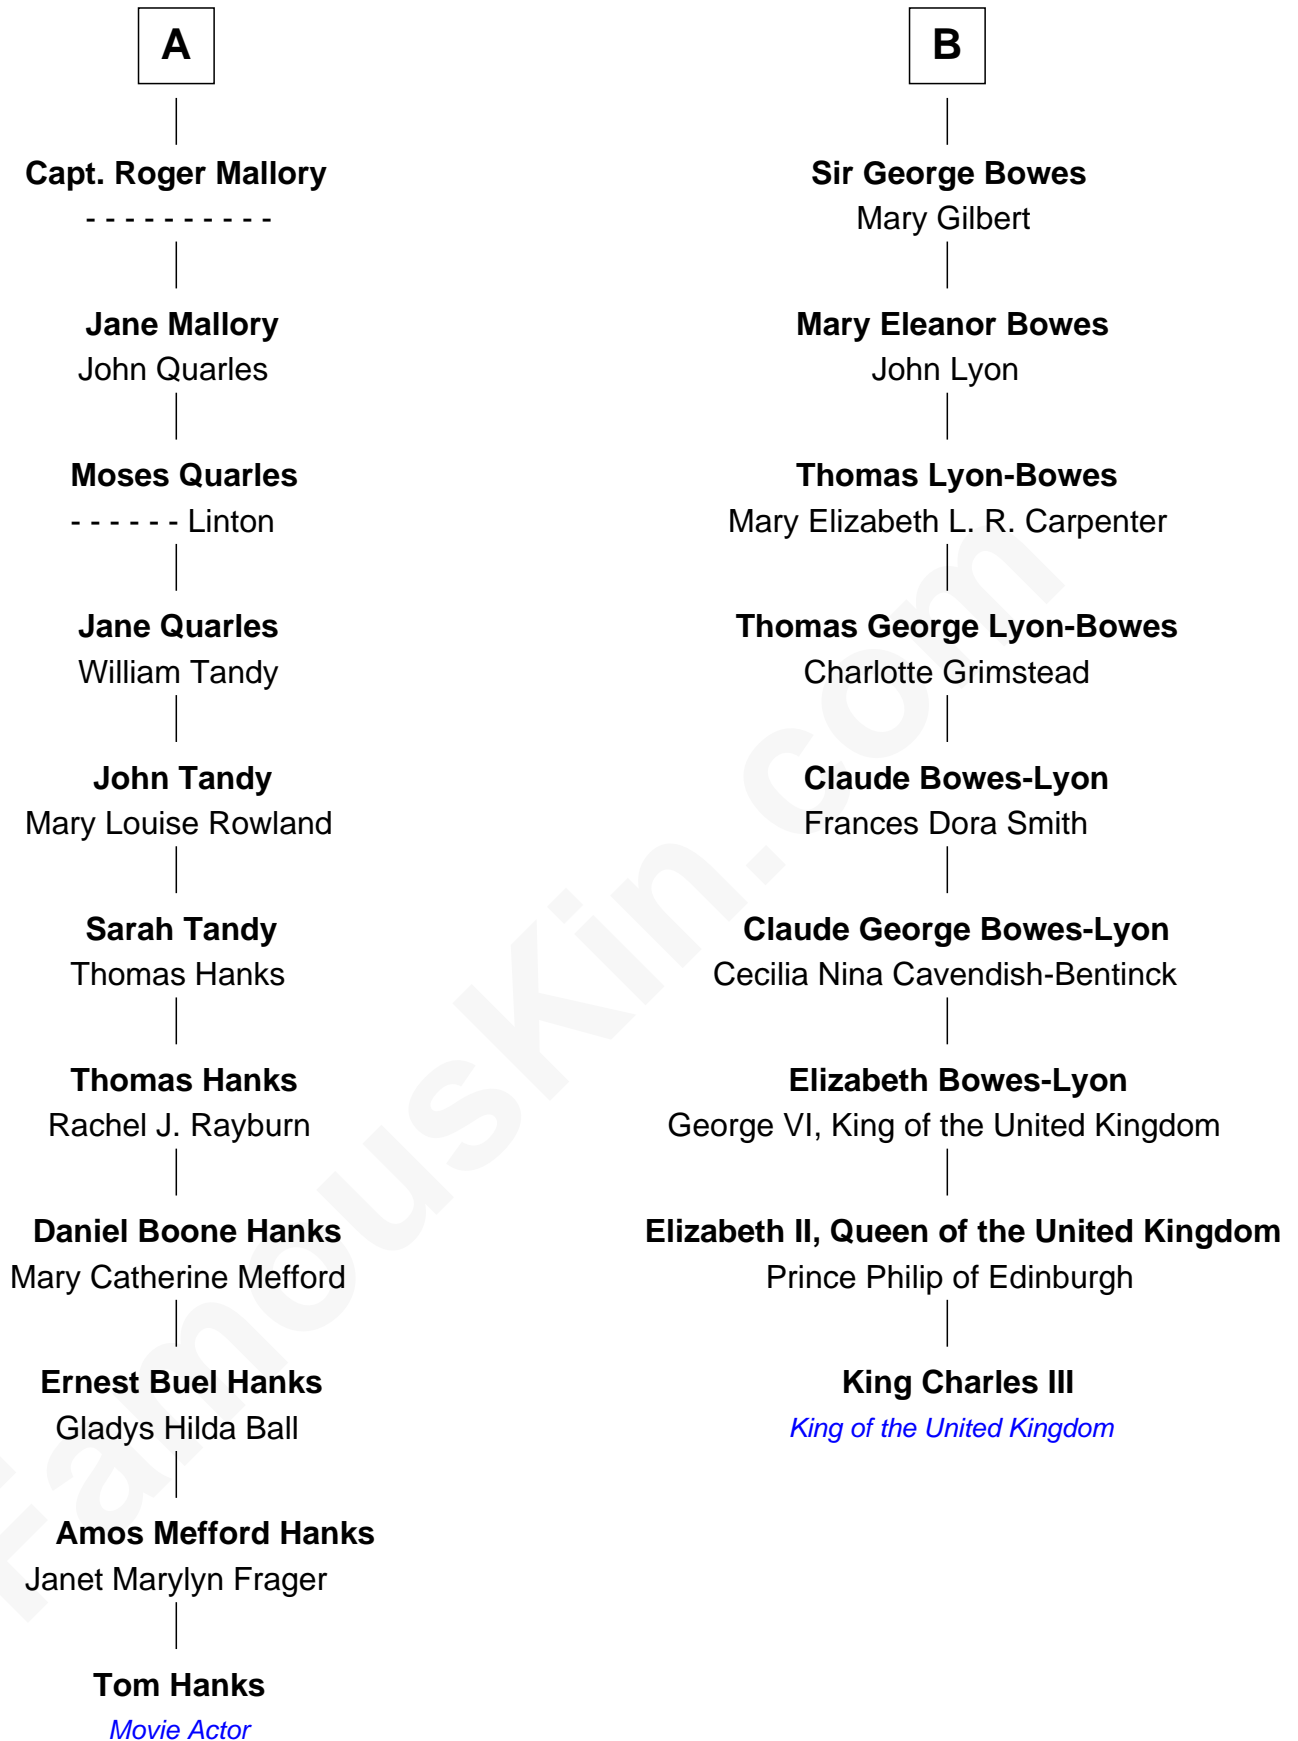 A
Capt. Roger Mallory
- - - - - - - - - -
Jane Mallory
John Quarles
Moses Quarles
- - - - - - Linton
Jane Quarles
William Tandy
John Tandy
Mary Louise Rowland
Sarah Tandy
Thomas Hanks
Thomas Hanks
Rachel J. Rayburn
Daniel Boone Hanks
Mary Catherine Mefford
Ernest Buel Hanks
Gladys Hilda Ball
Amos Mefford Hanks
Janet Marylyn Frager
Tom Hanks
Movie Actor
B
Sir George Bowes
Mary Gilbert
Mary Eleanor Bowes
John Lyon
Thomas Lyon-Bowes
Mary Elizabeth L. R. Carpenter
Thomas George Lyon-Bowes
Charlotte Grimstead
Claude Bowes-Lyon
Frances Dora Smith
Claude George Bowes-Lyon
Cecilia Nina Cavendish-Bentinck
Elizabeth Bowes-Lyon
George VI, King of the United Kingdom
Elizabeth II, Queen of the United Kingdom
Prince Philip of Edinburgh
King Charles III
King of the United Kingdom
FamousKin.com